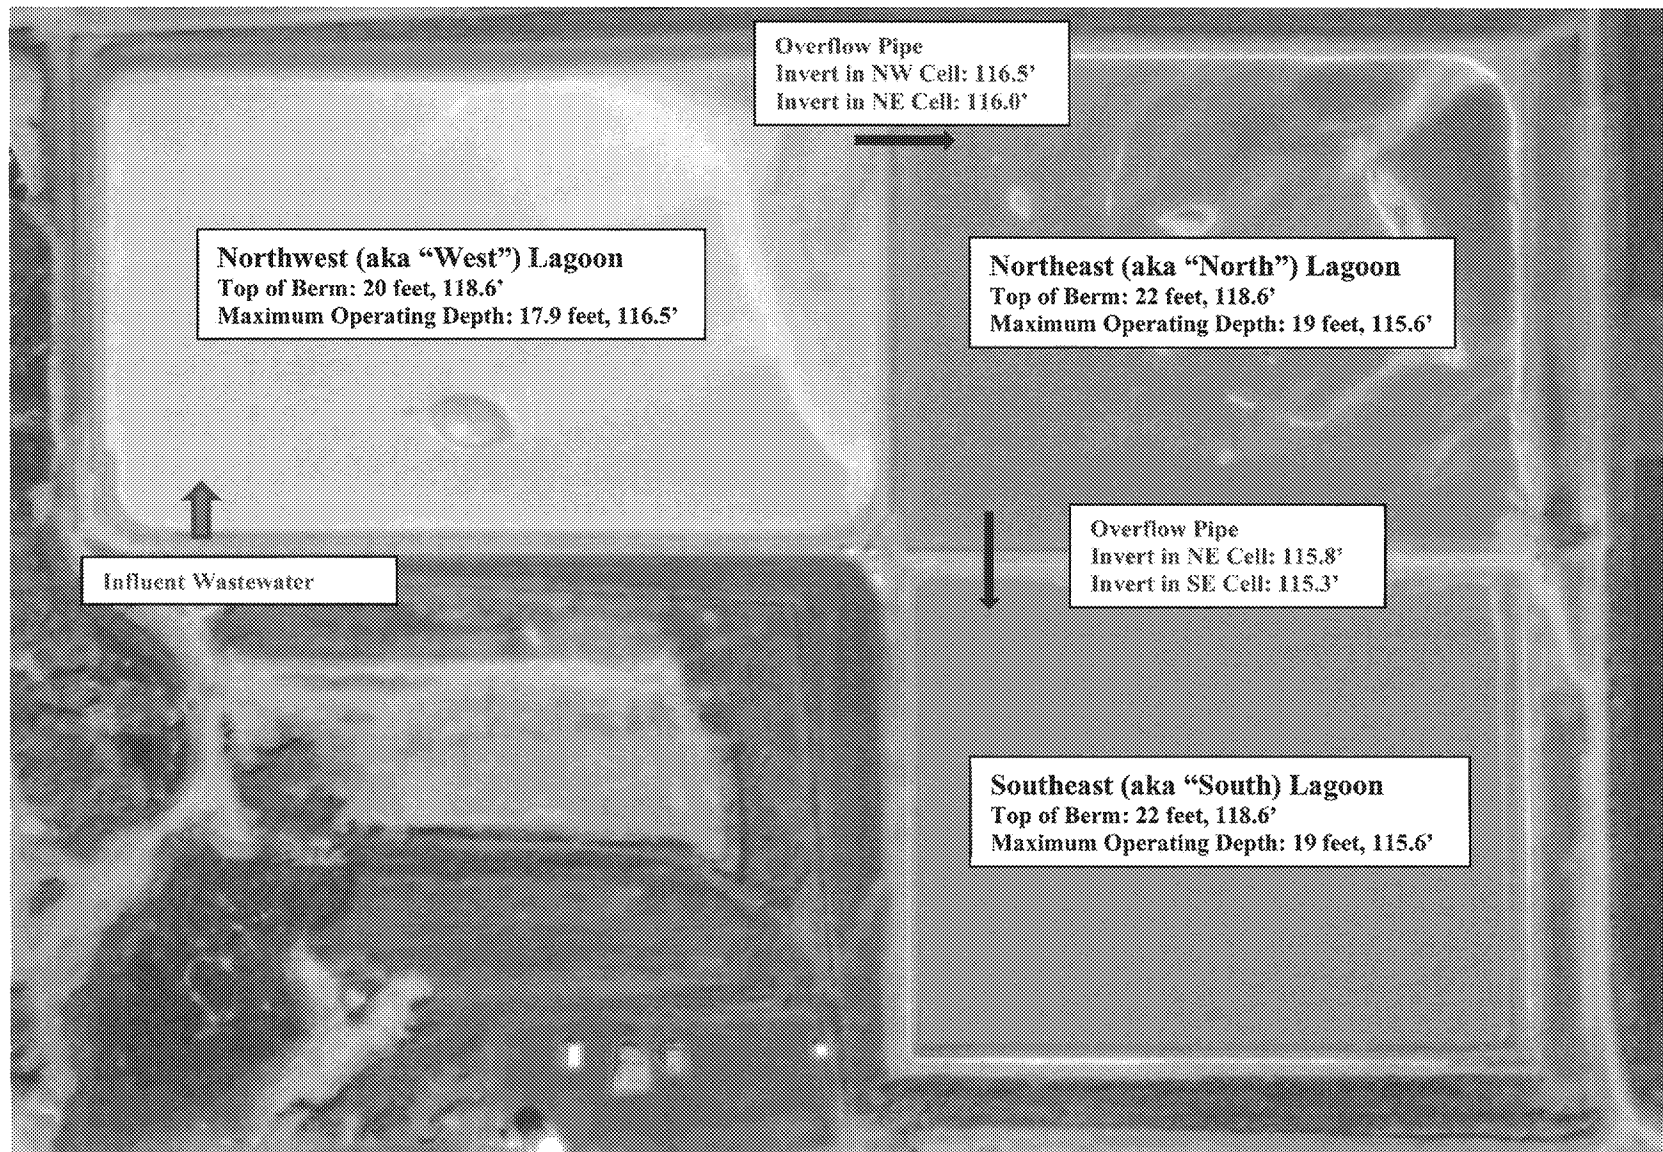 Overflow Pipe
Invert in NW Cell: 116.5’
Invert in NE Cell: 116.0’
Northwest (aka “West”) Lagoon
Top of Berm: 20 feet, 118.6’
Maximum Operating Depth: 17.9 feet, 116.5’
Northeast (aka “North”) Lagoon
Top of Berm: 22 feet, 118.6’
Maximum Operating Depth: 19 feet, 115.6’
Overflow Pipe
Invert in NE Cell: 115.8’
Invert in SE Cell: 115.3’
Influent Wastewater
Southeast (aka “South) Lagoon
Top of Berm: 22 feet, 118.6’
Maximum Operating Depth: 19 feet, 115.6’